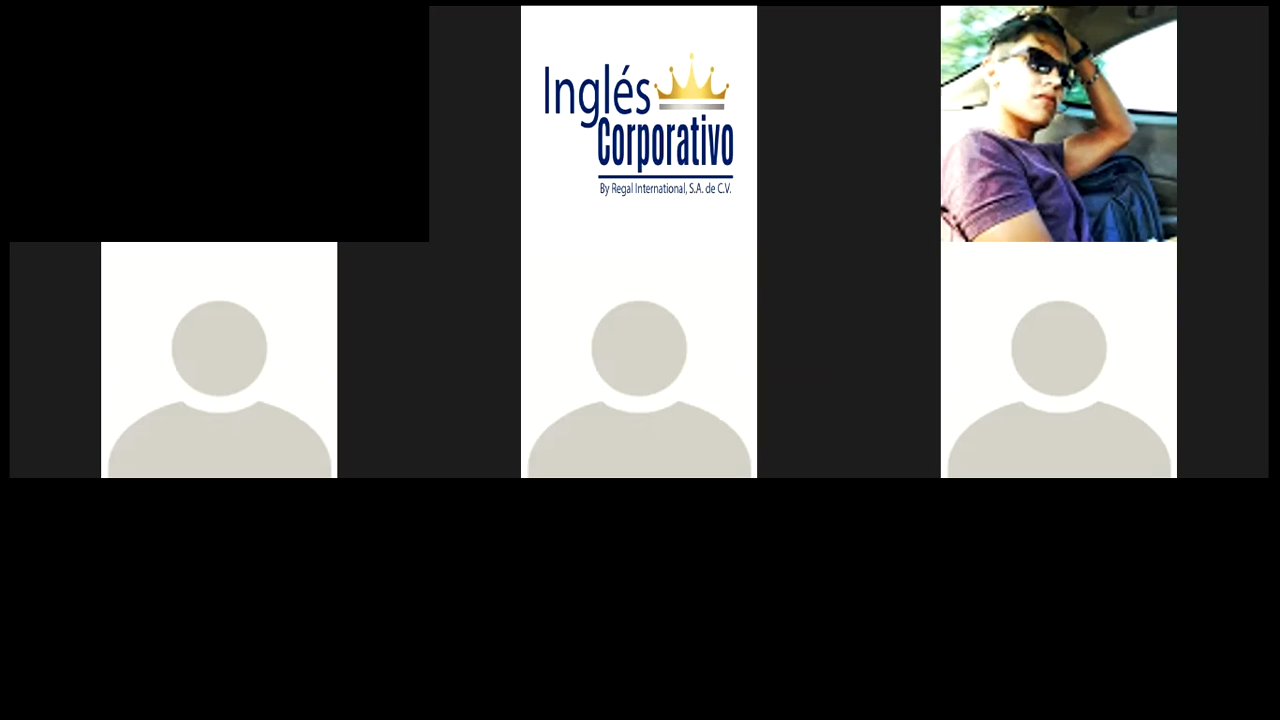 Inglés
Corporativo
By Regal International, S.A. de C.V.